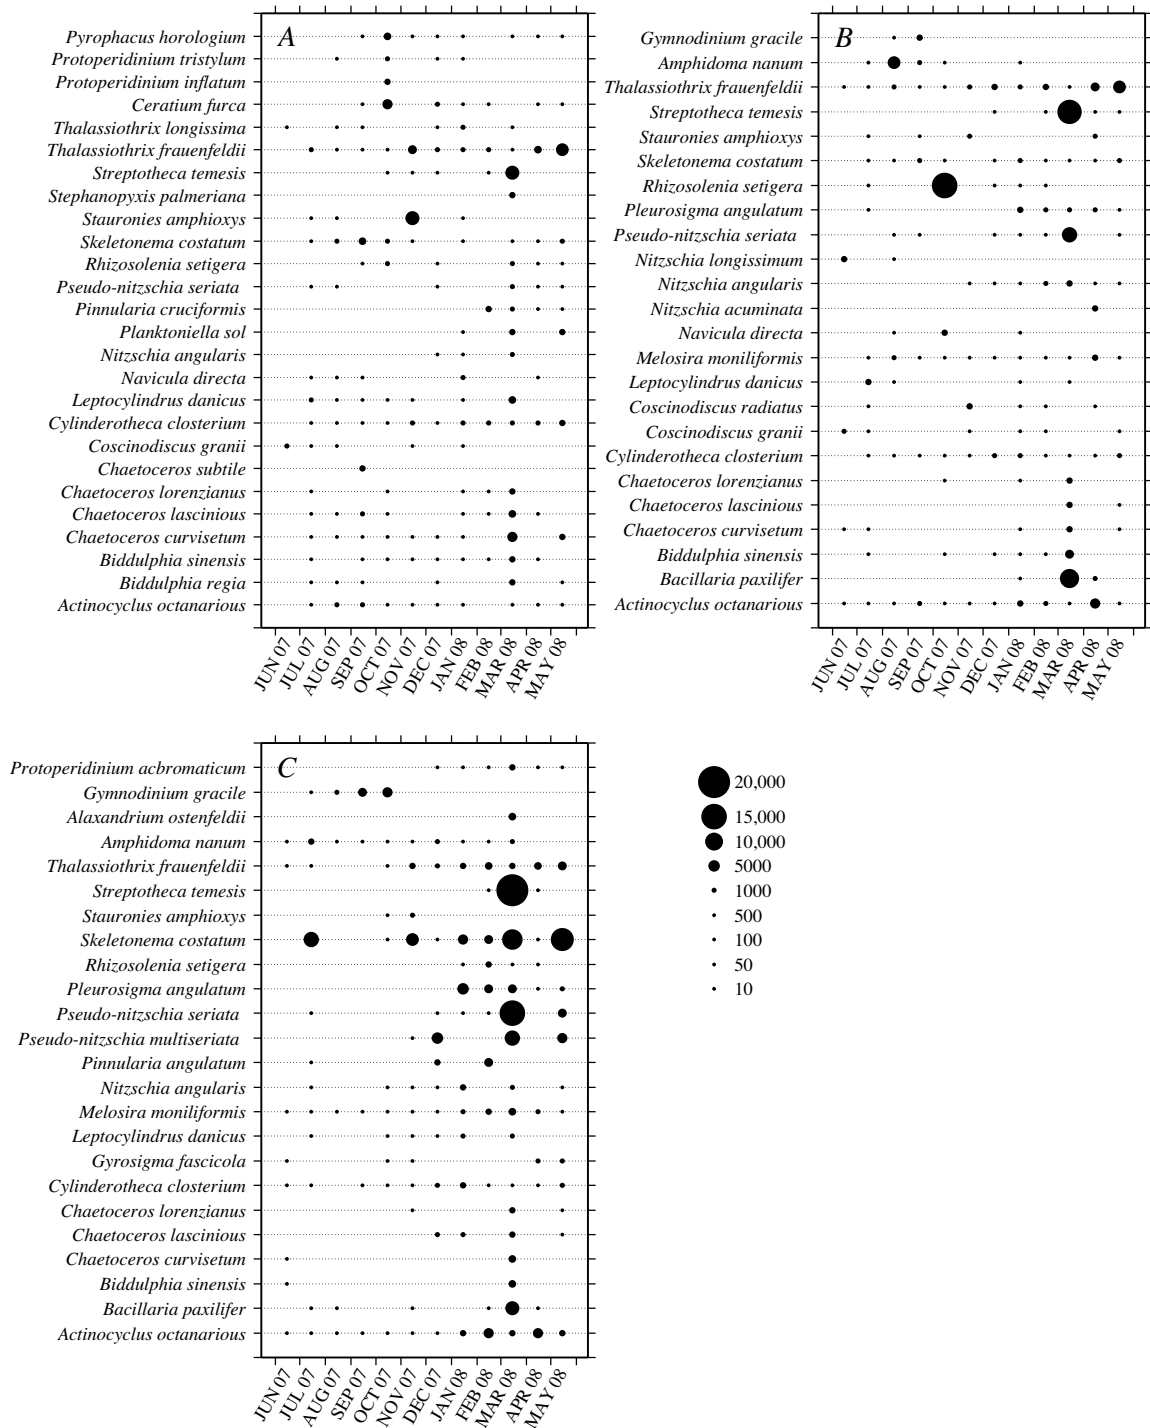 A
Pyrophacus horologium
Protoperidinium tristylum
Protoperidinium inflatum
Ceratium furca
Thalassiothrix longissima
Thalassiothrix frauenfeldii
Streptotheca temesis
Stephanopyxis palmeriana
Stauronies amphioxys
Skeletonema costatum
Rhizosolenia setigera
Pseudo-nitzschia seriata
Pinnularia cruciformis
Planktoniella sol
Nitzschia angularis
Navicula directa
Leptocylindrus danicus
Cylinderotheca closterium
Coscinodiscus granii
Chaetoceros subtile
Chaetoceros lorenzianus
Chaetoceros lascinious
Chaetoceros curvisetum
Biddulphia sinensis
Biddulphia regia
Actinocyclus octanarious
JUN 07
JUL 07
AUG 07
SEP 07
OCT 07
NOV 07
DEC 07
JAN 08
FEB 08
MAR 08
APR 08
MAY 08
B
Gymnodinium gracile
Amphidoma nanum
Thalassiothrix frauenfeldii
Streptotheca temesis
Stauronies amphioxys
Skeletonema costatum
Rhizosolenia setigera
Pleurosigma angulatum
Pseudo-nitzschia seriata
Nitzschia longissimum
Nitzschia angularis
Nitzschia acuminata
Navicula directa
Melosira moniliformis
Leptocylindrus danicus
Coscinodiscus radiatus
Coscinodiscus granii
Cylinderotheca closterium
Chaetoceros lorenzianus
Chaetoceros lascinious
Chaetoceros curvisetum
Biddulphia sinensis
Bacillaria paxilifer
Actinocyclus octanarious
JUN 07
JUL 07
AUG 07
SEP 07
OCT 07
NOV 07
DEC 07
JAN 08
FEB 08
MAR 08
APR 08
MAY 08
C
Protoperidinium acbromaticum
Gymnodinium gracile
Alaxandrium ostenfeldii
Amphidoma nanum
Thalassiothrix frauenfeldii
Streptotheca temesis
Stauronies amphioxys
Skeletonema costatum
Rhizosolenia setigera
Pleurosigma angulatum
Pseudo-nitzschia seriata
Pseudo-nitzschia multiseriata
Pinnularia angulatum
Nitzschia angularis
Melosira moniliformis
Leptocylindrus danicus
Gyrosigma fascicola
Cylinderotheca closterium
Chaetoceros lorenzianus
Chaetoceros lascinious
Chaetoceros curvisetum
Biddulphia sinensis
Bacillaria paxilifer
Actinocyclus octanarious
JUN 07
JUL 07
AUG 07
SEP 07
OCT 07
NOV 07
DEC 07
JAN 08
FEB 08
MAR 08
APR 08
MAY 08
20,000
15,000
10,000
5000
1000
500
100
50
10